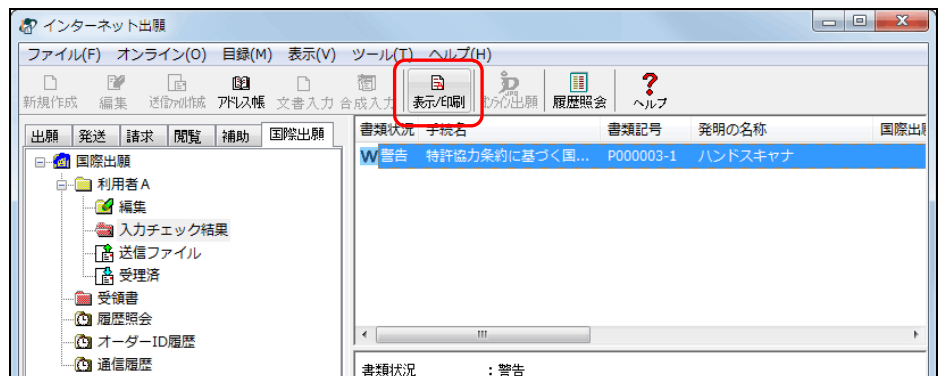 インターネット出願
ファイル(F) オンライン(O) 目録(M) 表示(V) ツール(T) ヘルプ(H)
新規作成 編集 送信ファイル作成 アドレス帳 文書入力 合成入力 表示/印刷 オンライン出願 履歴照会 ヘルプ
出願 発送 請求 閲覧 補助 国際出願
国際出願
利用者A
編集
入力チェック結果
送信ファイル
受理済
受領書
履歴照会
オーダーID履歴
通信履歴
書類状況 手続名 書類記号 発明の名称 国際出
W警告 特許協力条約に基づく国... P000003-1 ハンドスキャナ
書類状況 :警告